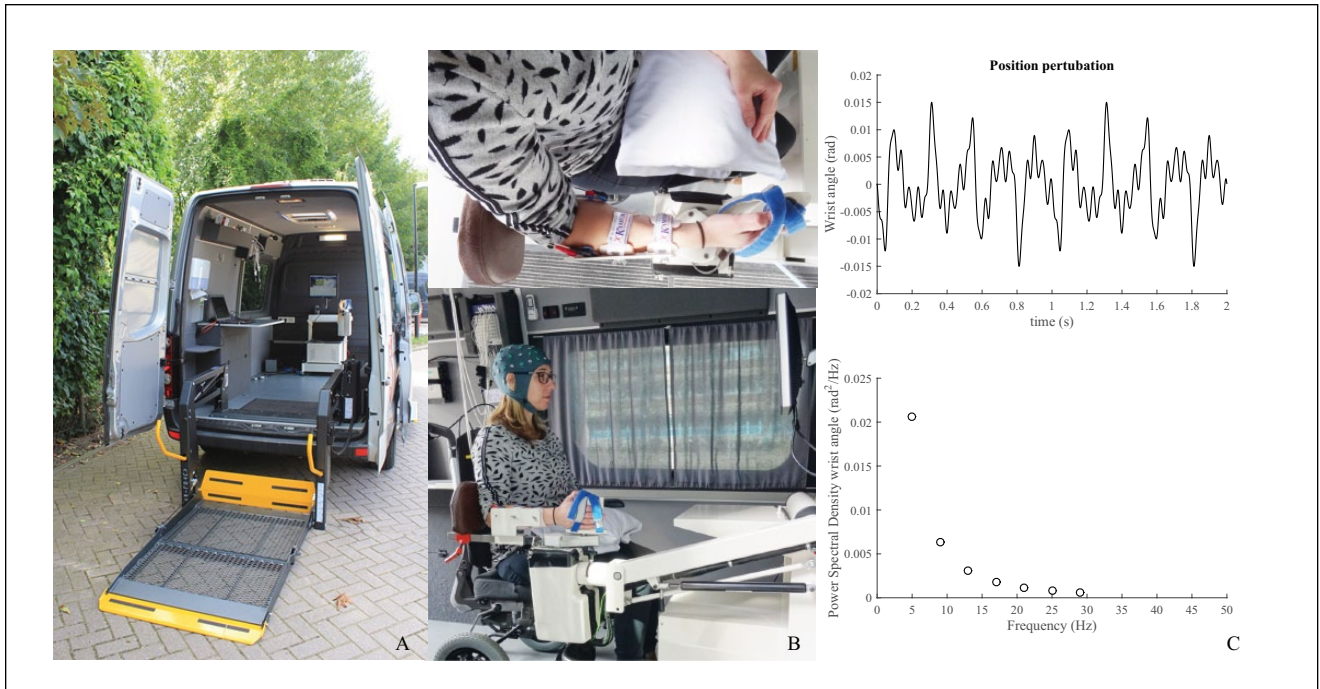 Position pertubation
Wrist angle (rad)
0.02
0.015
0.01
0.005
0
-0.005
-0.01
-0.015
-0.02
0 0.2 0.4 0.6 0.8 1 1.2 1.4 1.6 1.8 2
time (s)
Power Spectral Density wrist angle (rad²/Hz)
0.025
0.02
0.015
0.01
0.005
0
0 5 10 15 20 25 30 35 40 45 50
Frequency (Hz)
A
B
C